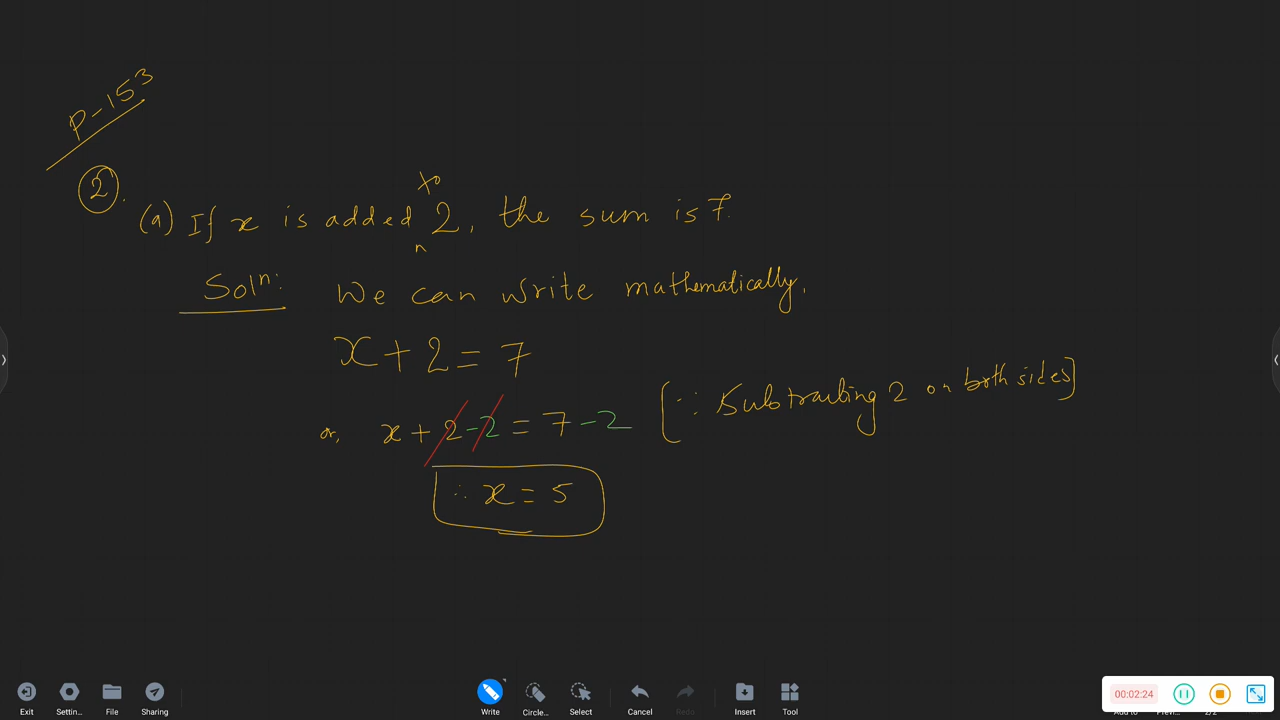 P-153
2.
(a) If x is added to 2, the sum is 7.
Solⁿ: We can write mathematically,
x + 2 = 7
or, x + 2 - 2 = 7 - 2 [∵ Subtracting 2 on both sides]
∴ x = 5
Exit Settin... File Sharing Write Circle... Select Cancel Redo Insert Tool
00:02:24